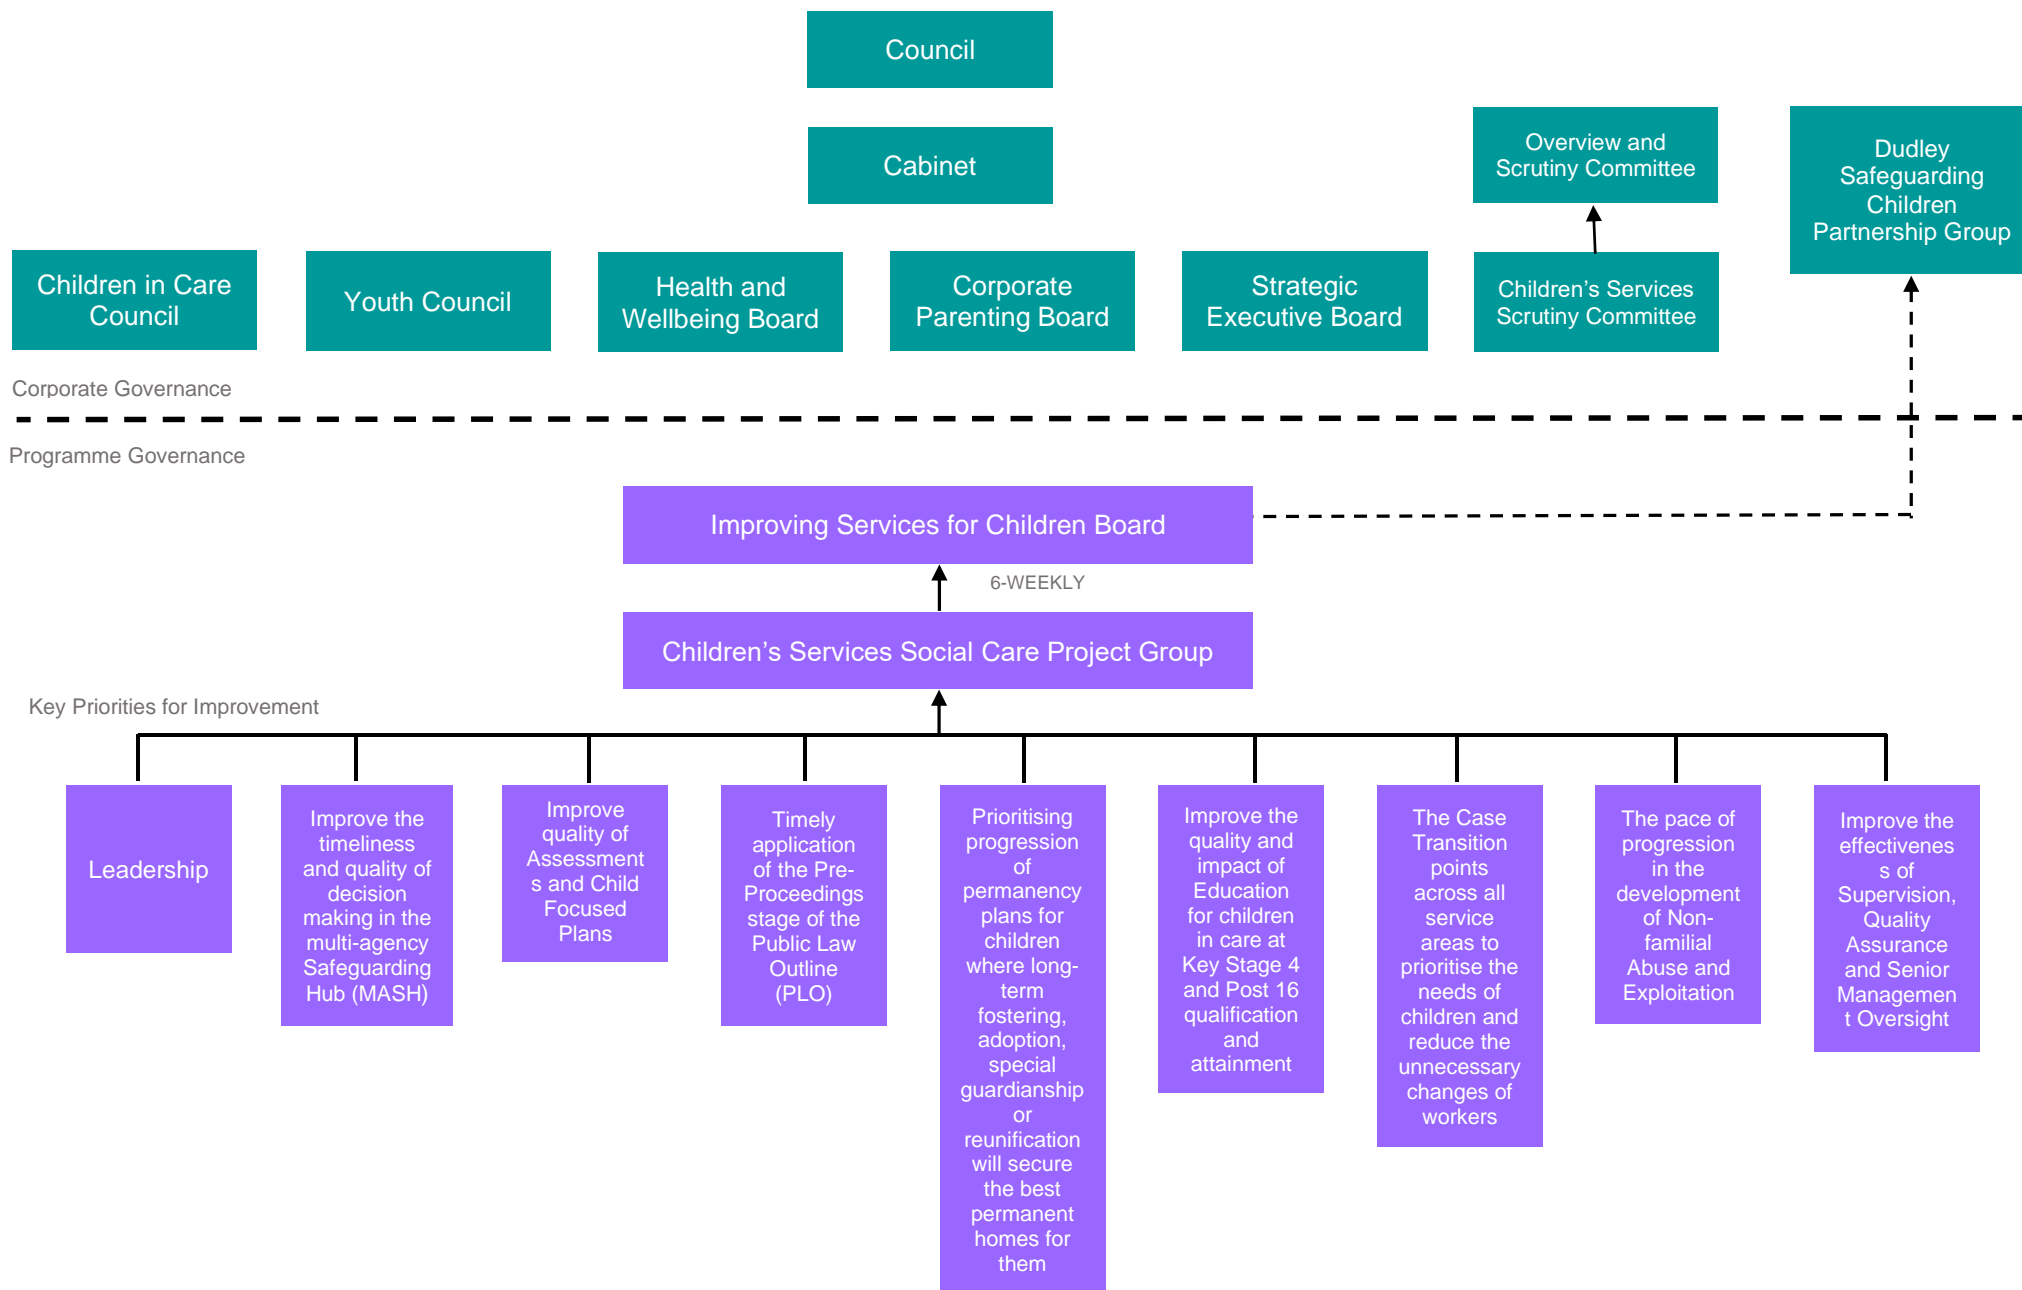 Council
Cabinet
Overview and
Scrutiny Committee
Dudley
Safeguarding
Children
Partnership Group
Children in Care
Council
Youth Council
Health and
Wellbeing Board
Corporate
Parenting Board
Strategic
Executive Board
Children’s Services
Scrutiny Committee
Corporate Governance
Programme Governance
Improving Services for Children Board
6-WEEKLY
Children’s Services Social Care Project Group
Key Priorities for Improvement
Leadership
Improve the
timeliness
and quality of
decision
making in the
multi-agency
Safeguarding
Hub (MASH)
Improve
quality of
Assessment
s and Child
Focused
Plans
Timely
application
of the Pre-
Proceedings
stage of the
Public Law
Outline
(PLO)
Prioritising
progression
of
permanency
plans for
children
where long-
term
fostering,
adoption,
special
guardianship
or
reunification
will secure
the best
permanent
homes for
them
Improve the
quality and
impact of
Education
for children
in care at
Key Stage 4
and Post 16
qualification
and
attainment
The Case
Transition
points
across all
service
areas to
prioritise the
needs of
children and
reduce the
unnecessary
changes of
workers
The pace of
progression
in the
development
of Non-
familial
Abuse and
Exploitation
Improve the
effectivenes
s of
Supervision,
Quality
Assurance
and Senior
Managemen
t Oversight